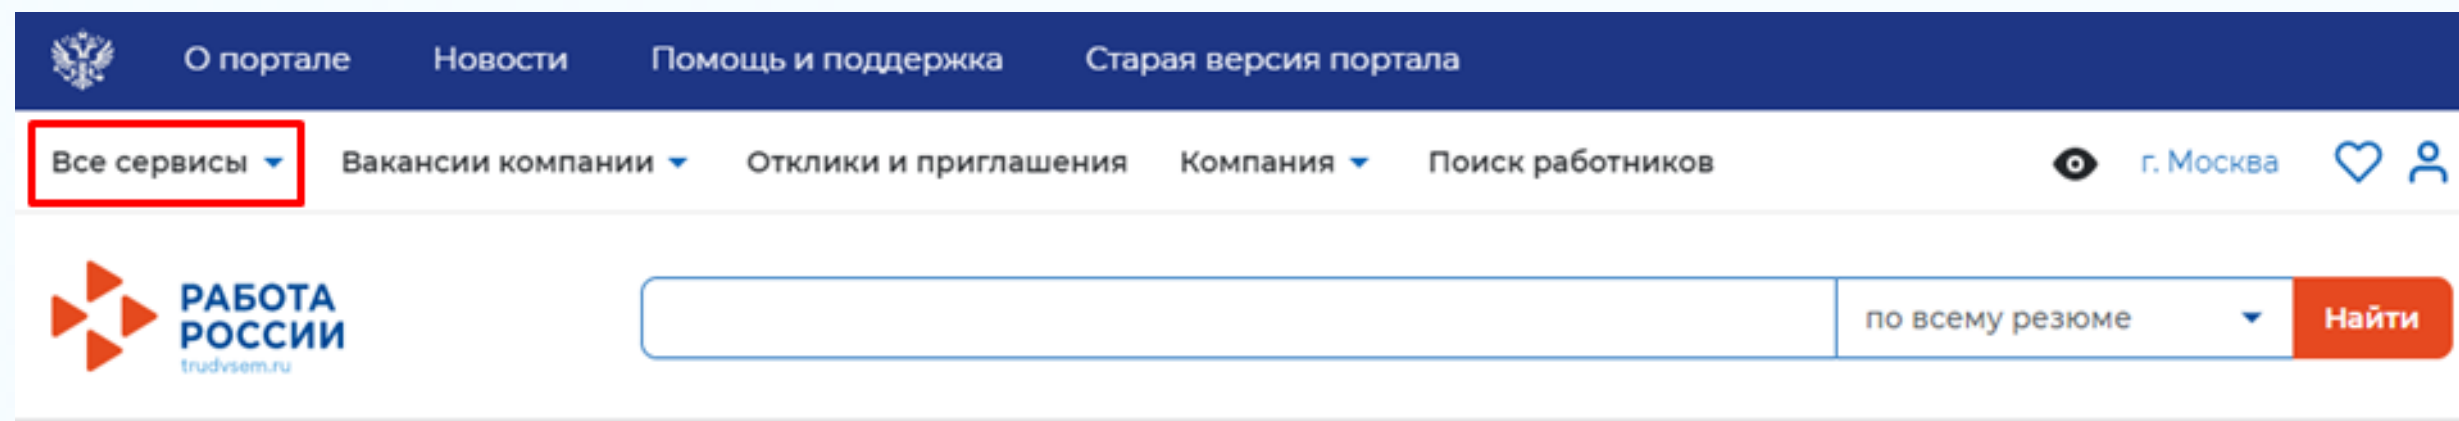 О портале Новости Помощь и поддержка Старая версия портала
Все сервисы Вакансии компании Отклики и приглашения Компания Поиск работников г. Москва
РАБОТА
РОССИИ
trudvsem.ru
по всему резюме Найти